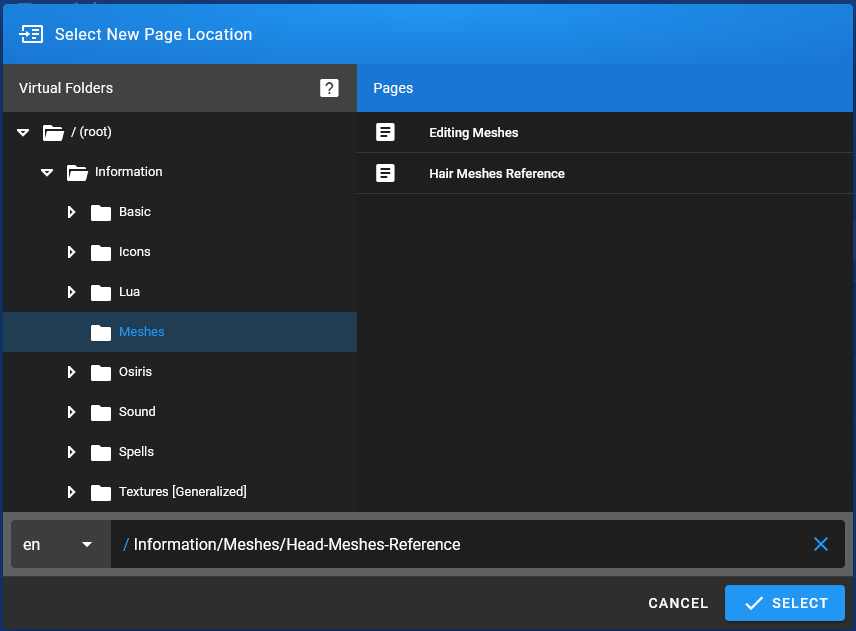 Select New Page Location
Virtual Folders
?
Pages
/ (root)
Information
Basic
Icons
Lua
Meshes
Osiris
Sound
Spells
Textures [Generalized]
Editing Meshes
Hair Meshes Reference
en
/ Information/Meshes/Head-Meshes-Reference
CANCEL
SELECT